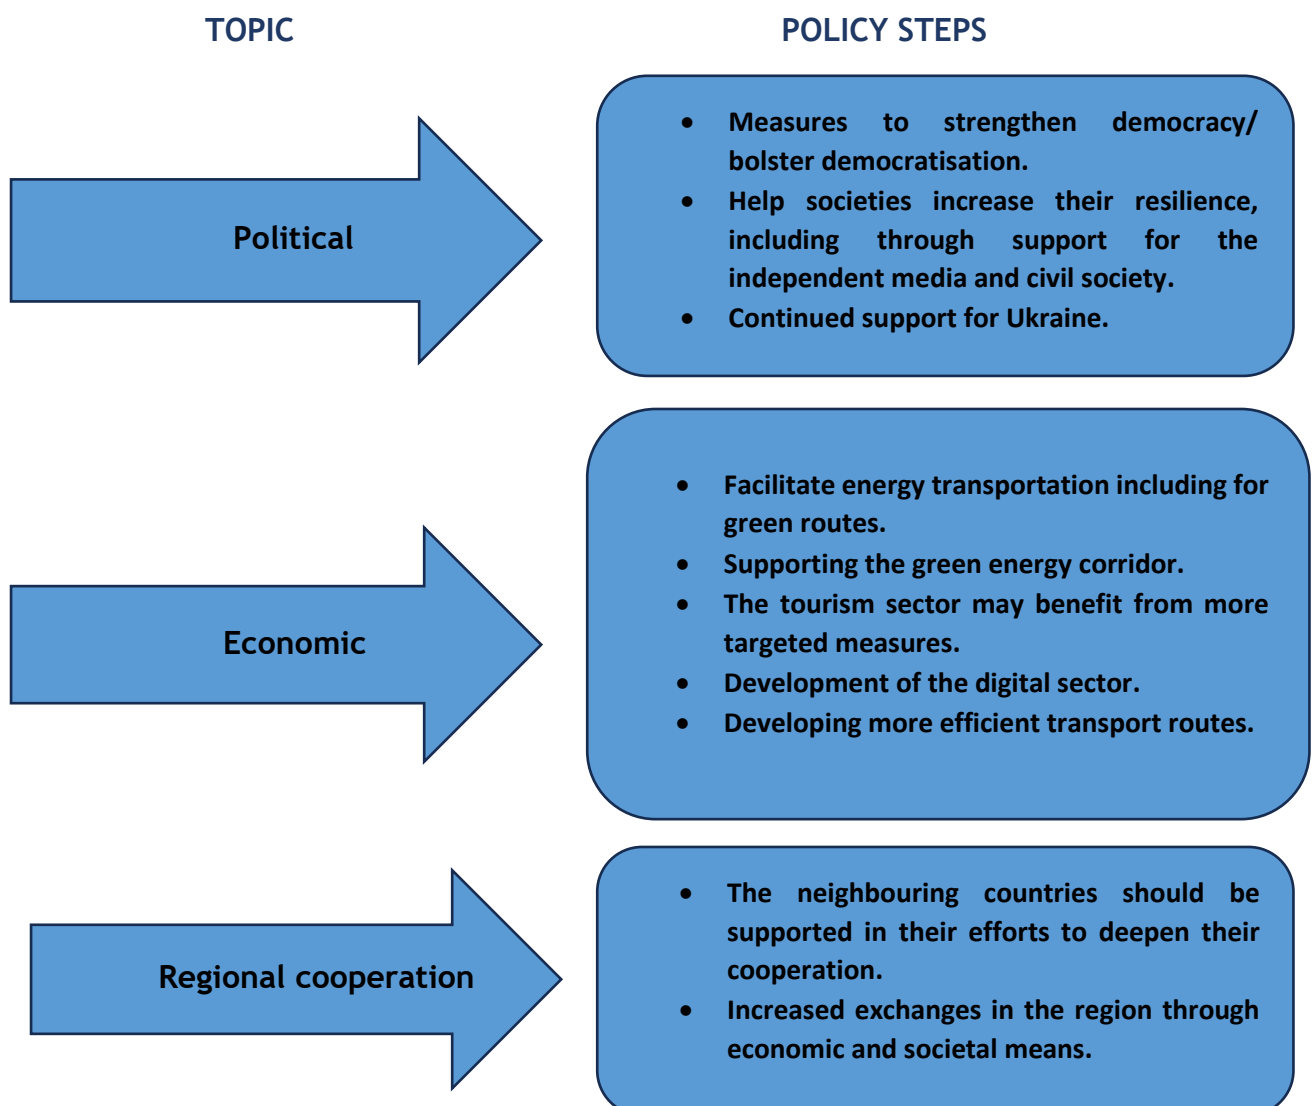 TOPIC
POLICY STEPS
Political
• Measures to strengthen democracy/
bolster democratisation.
• Help societies increase their resilience,
including through support for the
independent media and civil society.
• Continued support for Ukraine.
Economic
• Facilitate energy transportation including for
green routes.
• Supporting the green energy corridor.
• The tourism sector may benefit from more
targeted measures.
• Development of the digital sector.
• Developing more efficient transport routes.
Regional cooperation
• The neighbouring countries should be
supported in their efforts to deepen their
cooperation.
• Increased exchanges in the region through
economic and societal means.